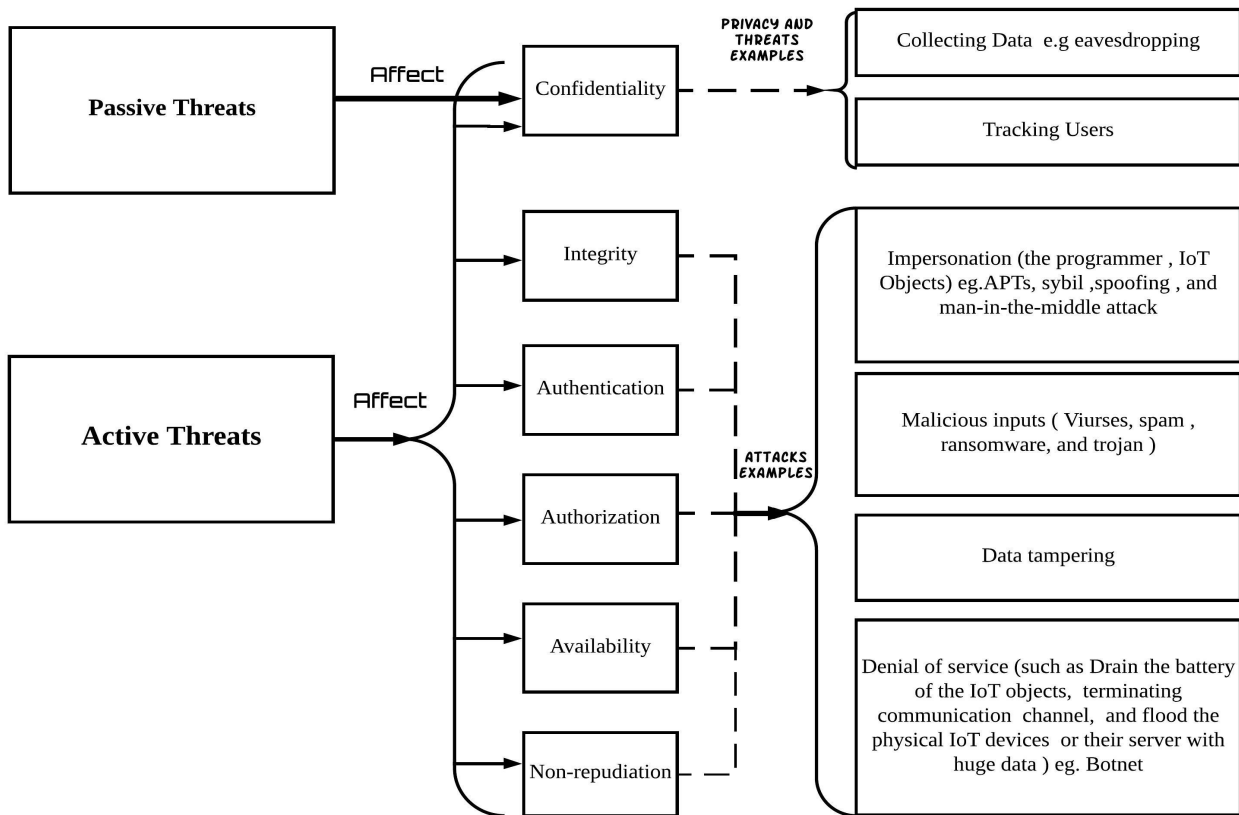 PRIVACY AND
THREATS
EXAMPLES
Collecting Data e.g eavesdropping
Affect
Confidentiality
Passive Threats
Tracking Users
Integrity
Impersonation (the programmer , IoT
Objects) eg.APTs, sybil ,spoofing , and
man-in-the-middle attack
Affect
Authentication
Active Threats
Malicious inputs ( Viurses, spam ,
ransomware, and trojan )
ATTACKS
EXAMPLES
Authorization
Data tampering
Availability
Denial of service (such as Drain the battery
of the IoT objects, terminating
communication channel, and flood the
physical IoT devices or their server with
huge data ) eg. Botnet
Non-repudiation